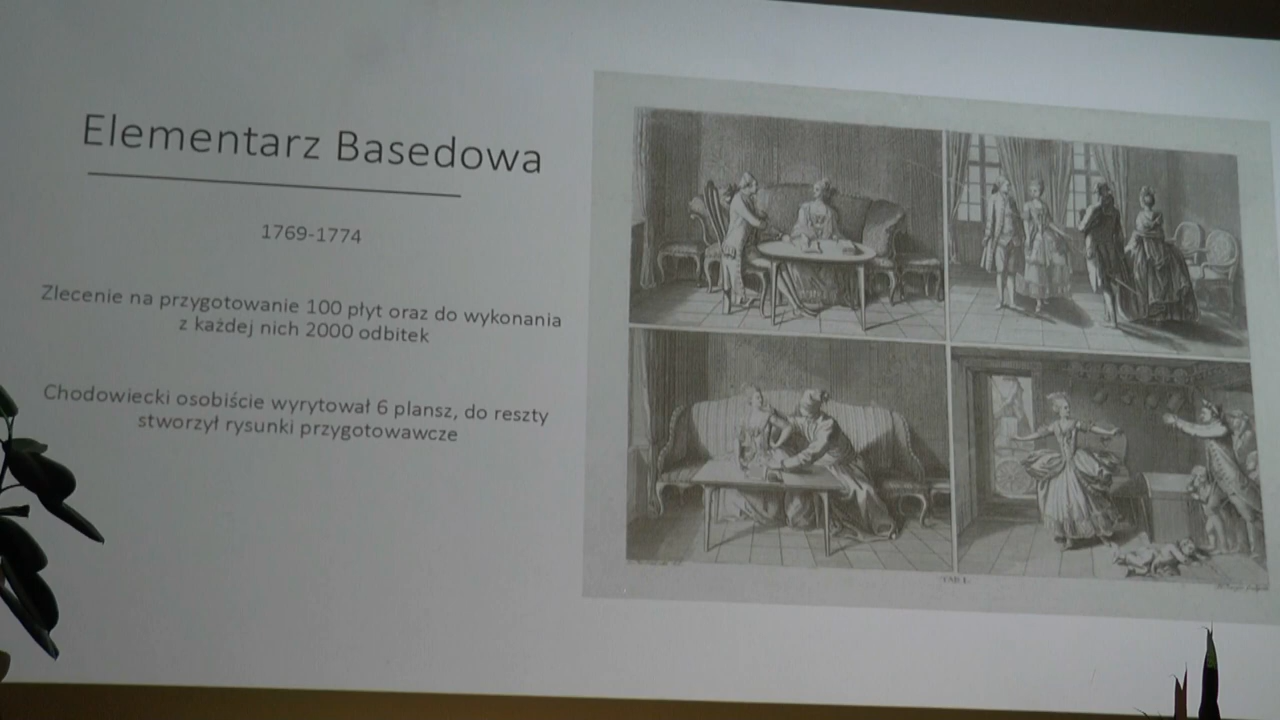 Elementarz Basedowa
1769-1774
Zlecenie na przygotowanie 100 płyt oraz do wykonania
z każdej nich 2000 odbitek
Chodowiecki osobiście wyrytował 6 plansz, do reszty
stworzył rysunki przygotowawcze